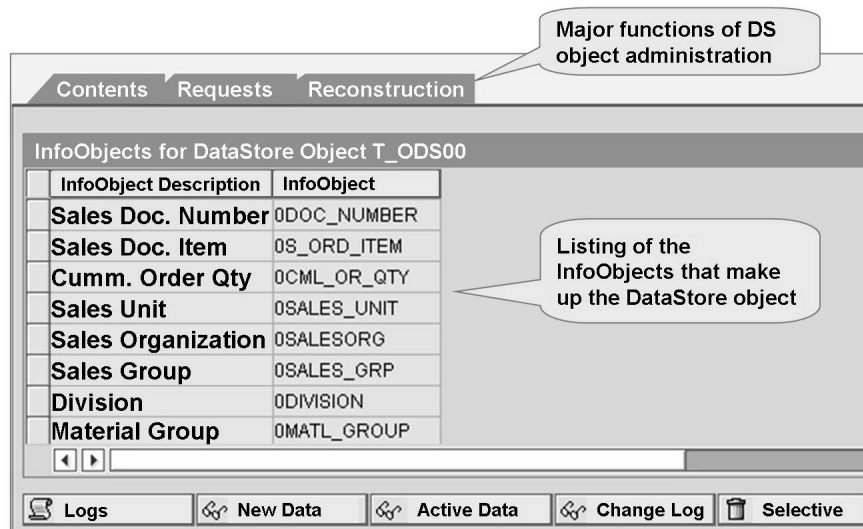 Major functions of DS
object administration
Contents Requests Reconstruction
InfoObjects for DataStore Object T_ODS00
InfoObject Description InfoObject
Sales Doc. Number 0DOC_NUMBER
Sales Doc. Item 0S_ORD_ITEM
Cumm. Order Qty 0CML_OR_QTY
Sales Unit 0SALES_UNIT
Sales Organization 0SALESORG
Sales Group 0SALES_GRP
Division 0DIVISION
Material Group 0MATL_GROUP
Listing of the
InfoObjects that make
up the DataStore object
Logs New Data Active Data Change Log Selective